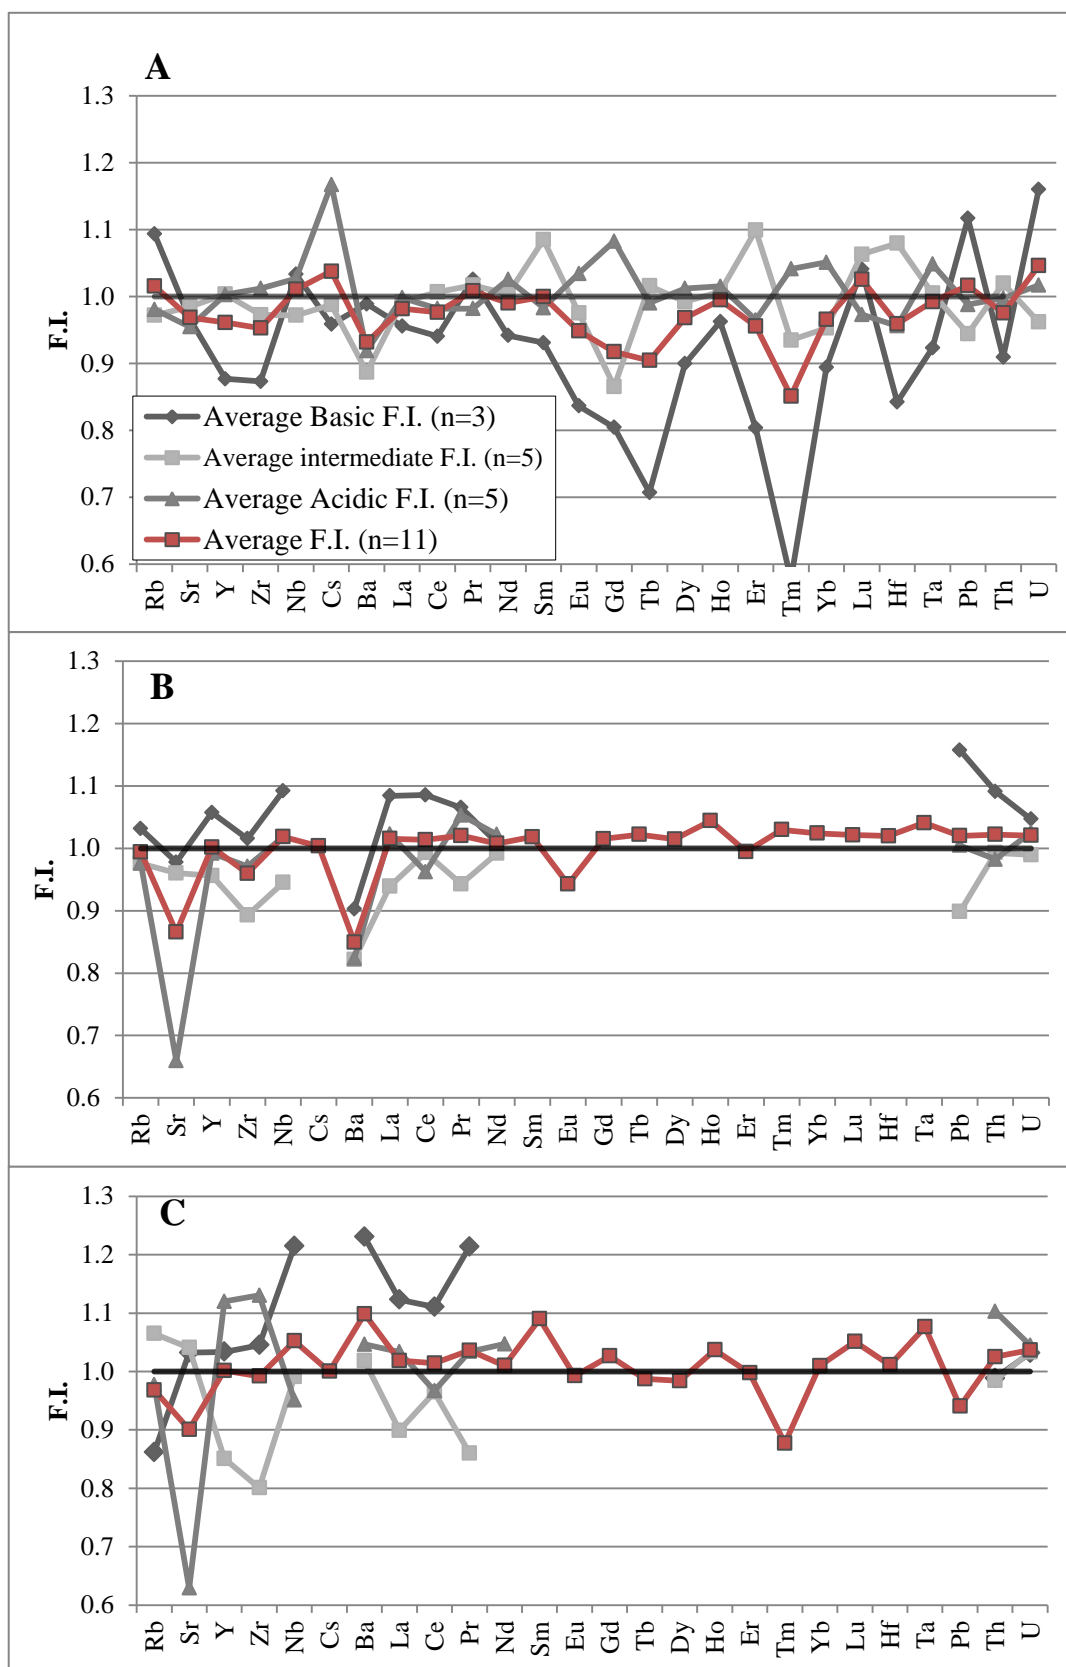 A
1.3
1.2
1.1
1.0
0.9
0.8
0.7
0.6
F.I.
Average Basic F.I. (n=3)
Average intermediate F.I. (n=5)
Average Acidic F.I. (n=5)
Average F.I. (n=11)
Rb Sr Y Zr Nb Cs Ba La Ce Pr Nd Sm Eu Gd Tb Dy Ho Er Tm Yb Lu Hf Ta Pb Th U
B
1.3
1.2
1.1
1.0
0.9
0.8
0.7
0.6
F.I.
Rb Sr Y Zr Nb Cs Ba La Ce Pr Nd Sm Eu Gd Tb Dy Ho Er Tm Yb Lu Hf Ta Pb Th U
C
1.3
1.2
1.1
1.0
0.9
0.8
0.7
0.6
F.I.
Rb Sr Y Zr Nb Cs Ba La Ce Pr Nd Sm Eu Gd Tb Dy Ho Er Tm Yb Lu Hf Ta Pb Th U